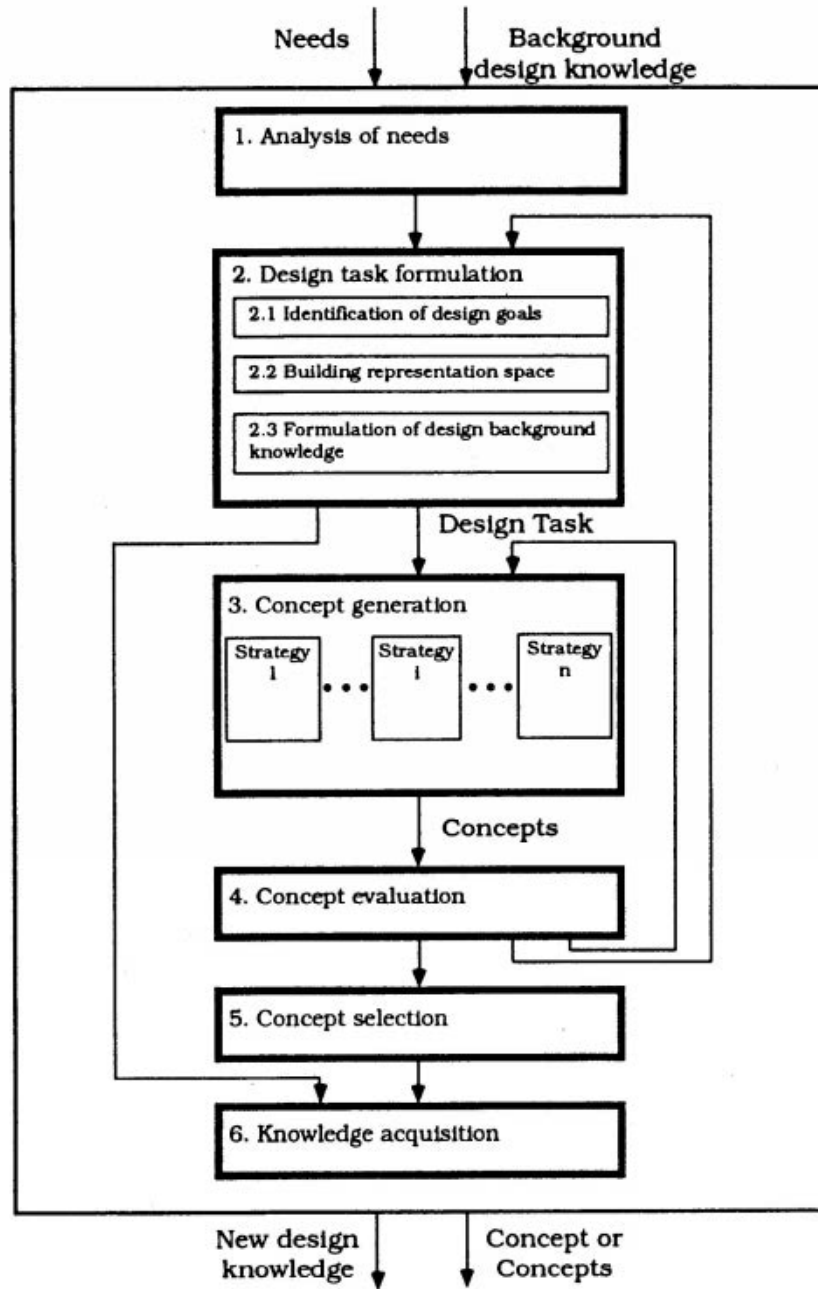 Needs
Background
design knowledge
1. Analysis of needs
2. Design task formulation
2.1 Identification of design goals
2.2 Building representation space
2.3 Formulation of design background
knowledge
Design Task
3. Concept generation
Strategy
1
Strategy
i
Strategy
n
Concepts
4. Concept evaluation
5. Concept selection
6. Knowledge acquisition
New design
knowledge
Concept or
Concepts